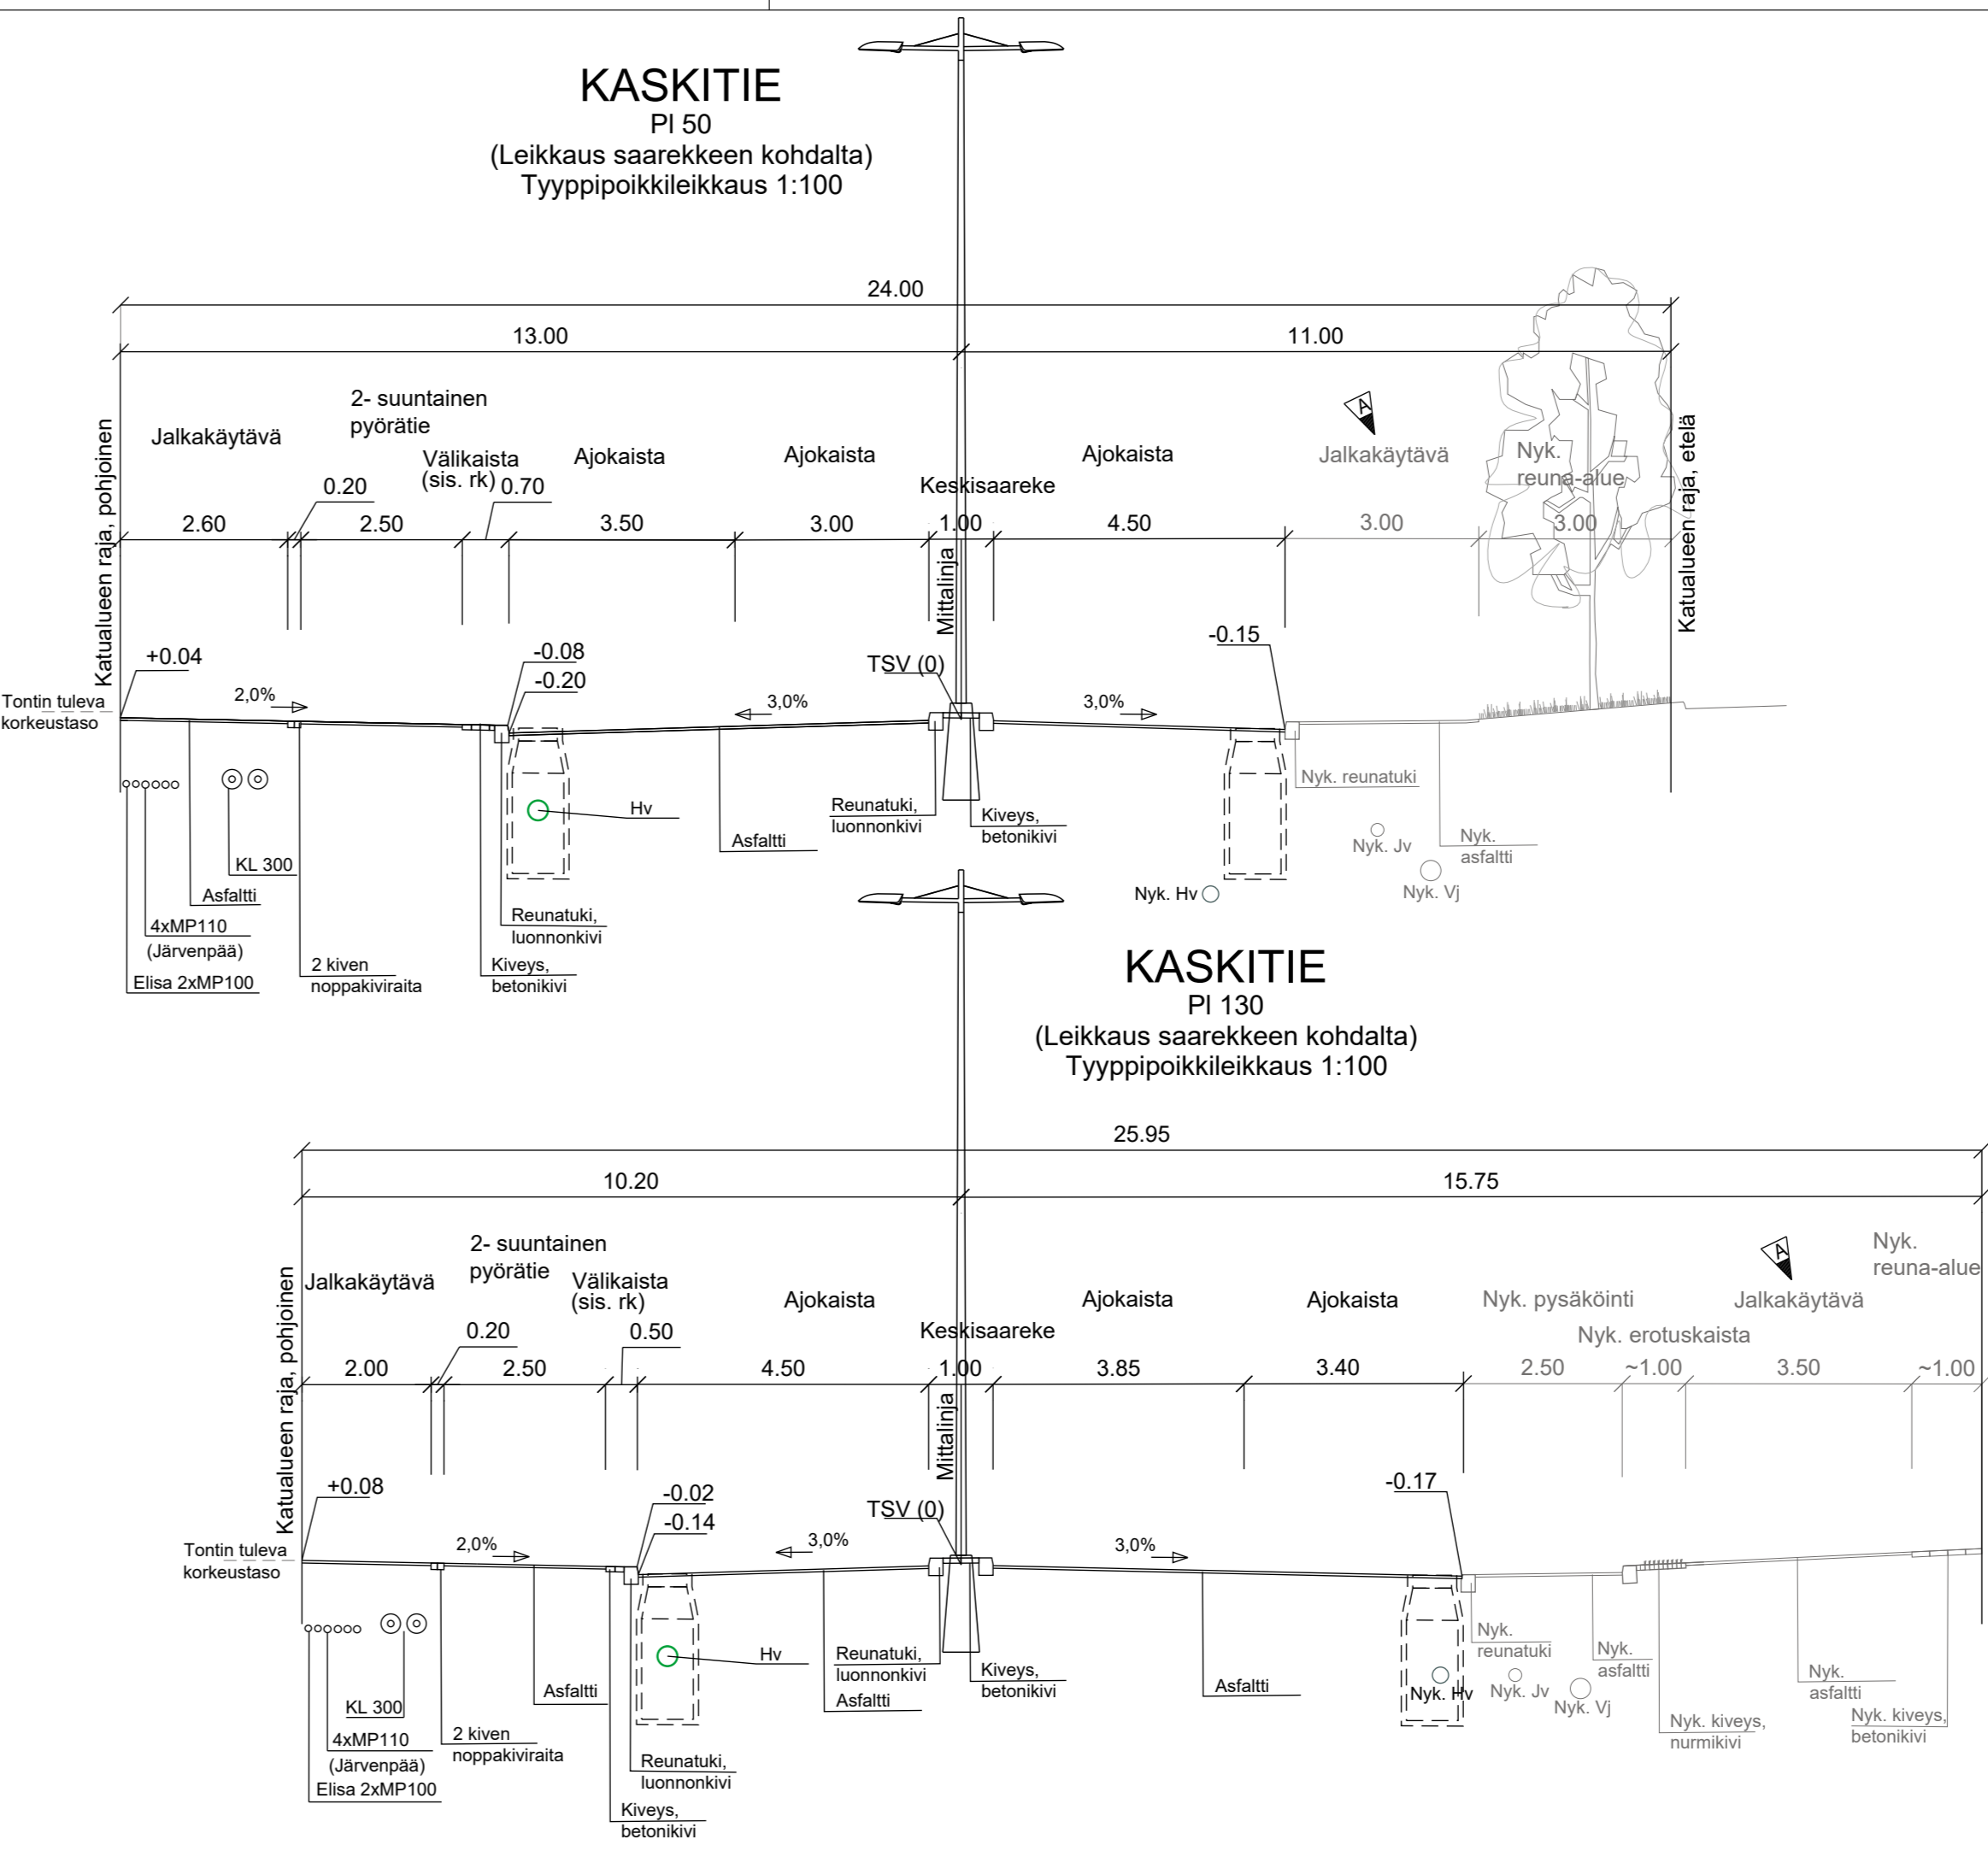 KASKITIE
Pl 50
(Leikkaus saarekkeen kohdalta)
Tyyppipoikkileikkaus 1:100
24.00
13.00
11.00
Katualueen raja, pohjoinen
Jalkakäytävä
2- suuntainen
pyörätie
Välikaista
(sis. rk)
Ajokaista
Ajokaista
Keskisaareke
Ajokaista
A
Jalkakäytävä
Nyk.
reuna-alue
Katualueen raja, etelä
2.60
0.20
2.50
0.70
3.50
3.00
1.00
4.50
3.00
3.00
Mittalinja
+0.04
-0.08
-0.20
TSV (0)
-0.15
Tontin tuleva
korkeustaso
2,0%
3,0%
3,0%
Hv
Asfaltti
Reunatuki,
luonnonkivi
Kiveys,
betonikivi
Nyk. reunatuki
Nyk. Jv
Nyk.
asfaltti
Nyk. Vj
Nyk. Hv
KL 300
Asfaltti
4xMP110
(Järvenpää)
Elisa 2xMP100
2 kiven
noppakiviraita
Reunatuki,
luonnonkivi
Kiveys,
betonikivi
KASKITIE
Pl 130
(Leikkaus saarekkeen kohdalta)
Tyyppipoikkileikkaus 1:100
25.95
10.20
15.75
Katualueen raja, pohjoinen
Jalkakäytävä
2- suuntainen
pyörätie
Välikaista
(sis. rk)
Ajokaista
Keskisaareke
Ajokaista
Ajokaista
Nyk. pysäköinti
Nyk. erotuskaista
A
Jalkakäytävä
Nyk.
reuna-alue
2.00
0.20
2.50
0.50
4.50
1.00
3.85
3.40
2.50
~1.00
3.50
~1.00
Mittalinja
+0.08
-0.02
-0.14
TSV (0)
-0.17
Tontin tuleva
korkeustaso
2,0%
3,0%
3,0%
Hv
Reunatuki,
luonnonkivi
Asfaltti
Kiveys,
betonikivi
Asfaltti
Nyk. Hv
Nyk.
reunatuki
Nyk. Jv
Nyk.
asfaltti
Nyk. Vj
Nyk. kiveys,
nurmikivi
Nyk.
asfaltti
Nyk. kiveys,
betonikivi
KL 300
4xMP110
(Järvenpää)
Elisa 2xMP100
2 kiven
noppakiviraita
Asfaltti
Reunatuki,
luonnonkivi
Kiveys,
betonikivi